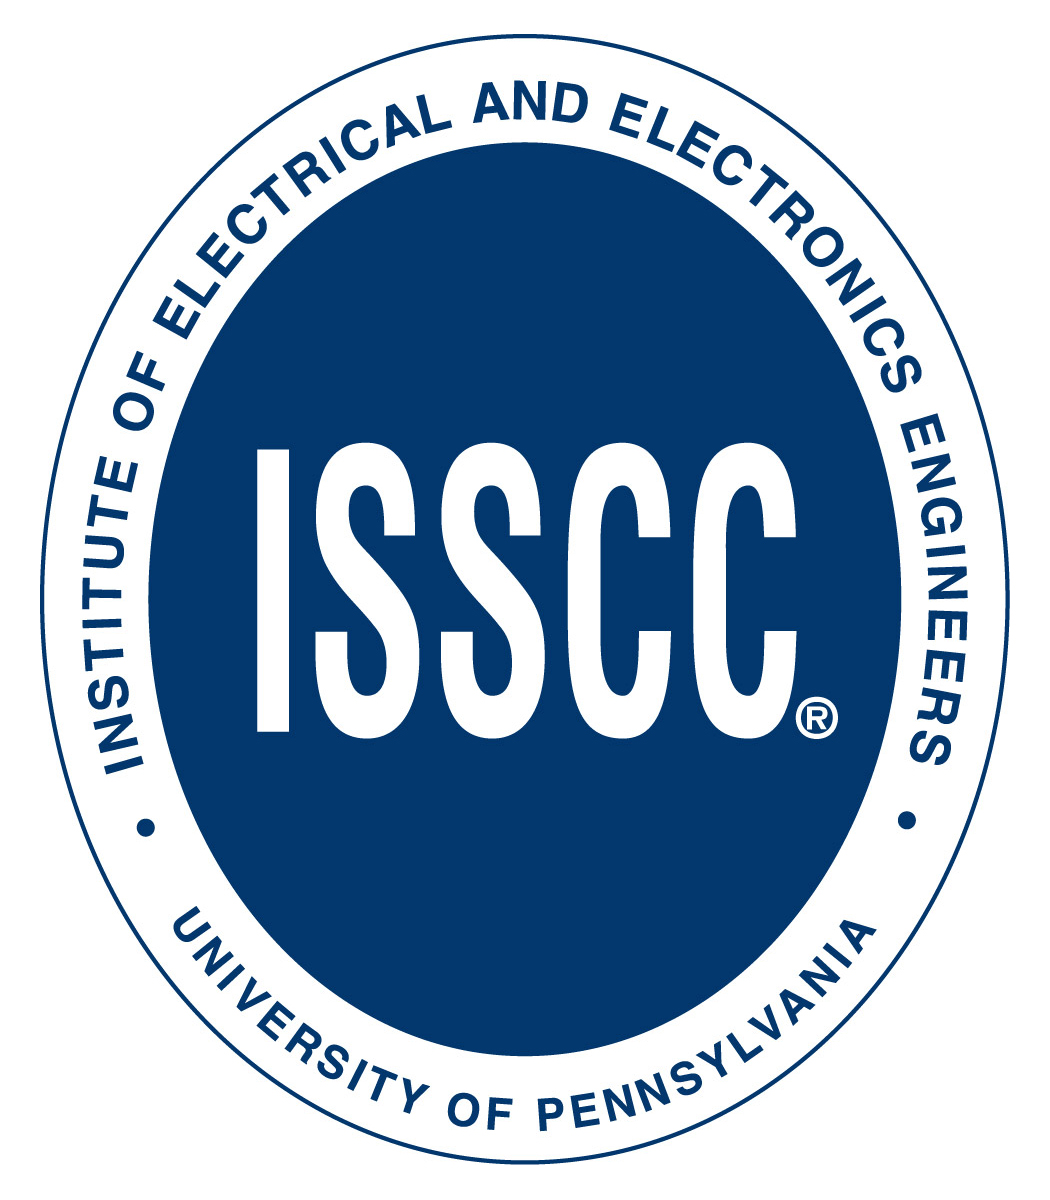 INSTITUTE OF ELECTRICAL AND ELECTRONICS ENGINEERS
ISSCC®
• UNIVERSITY OF PENNSYLVANIA •